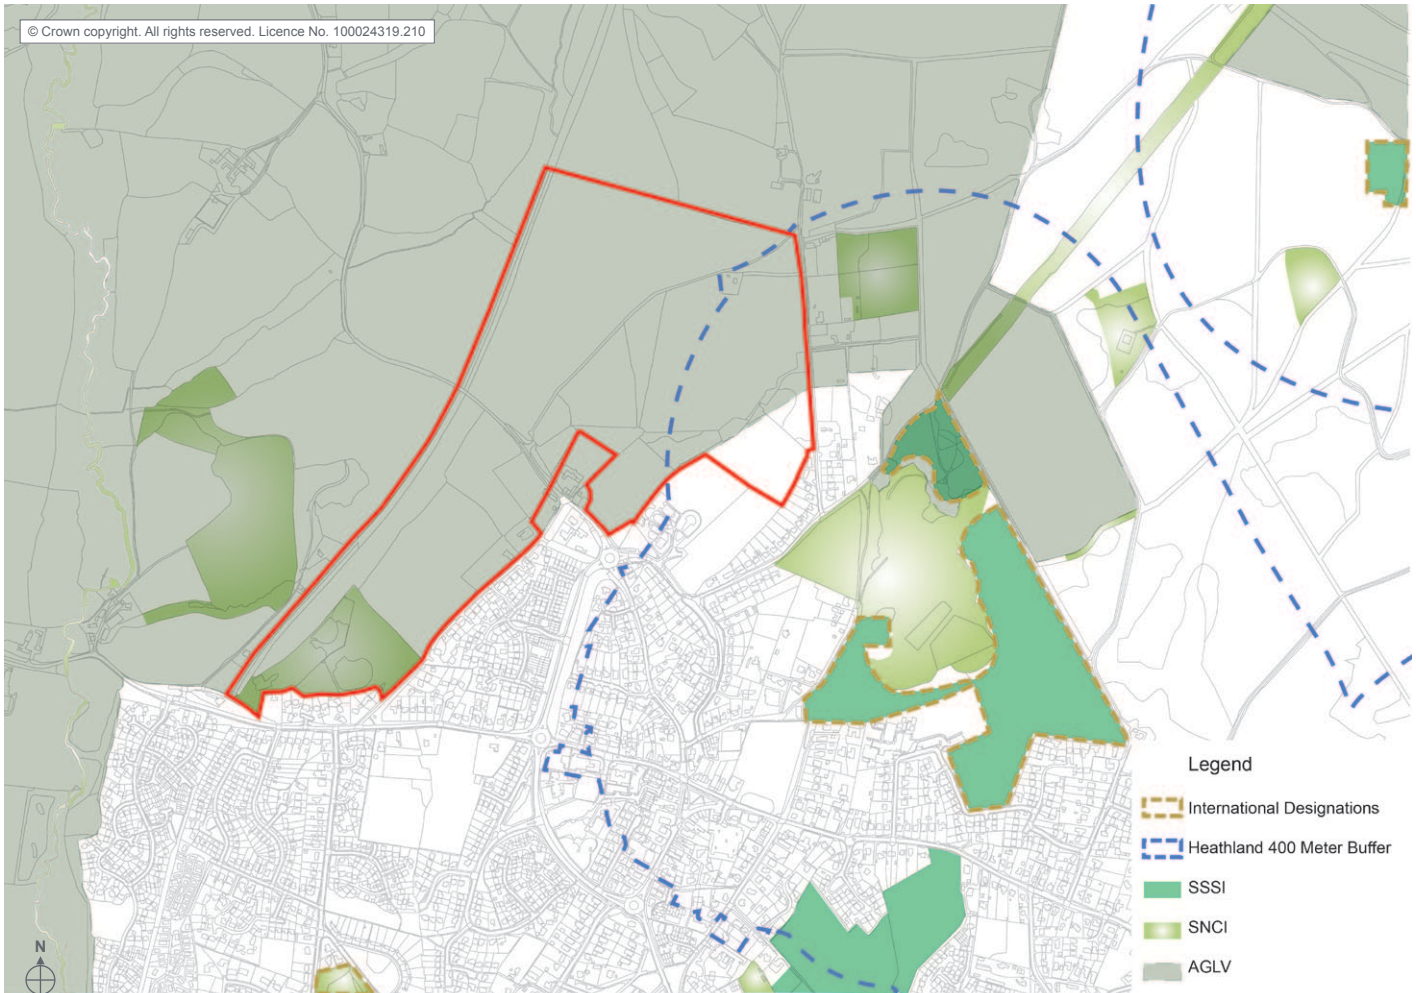 © Crown copyright. All rights reserved. Licence No. 100024319.210
Legend
International Designations
Heathland 400 Meter Buffer
SSSI
SNCI
AGLV
N